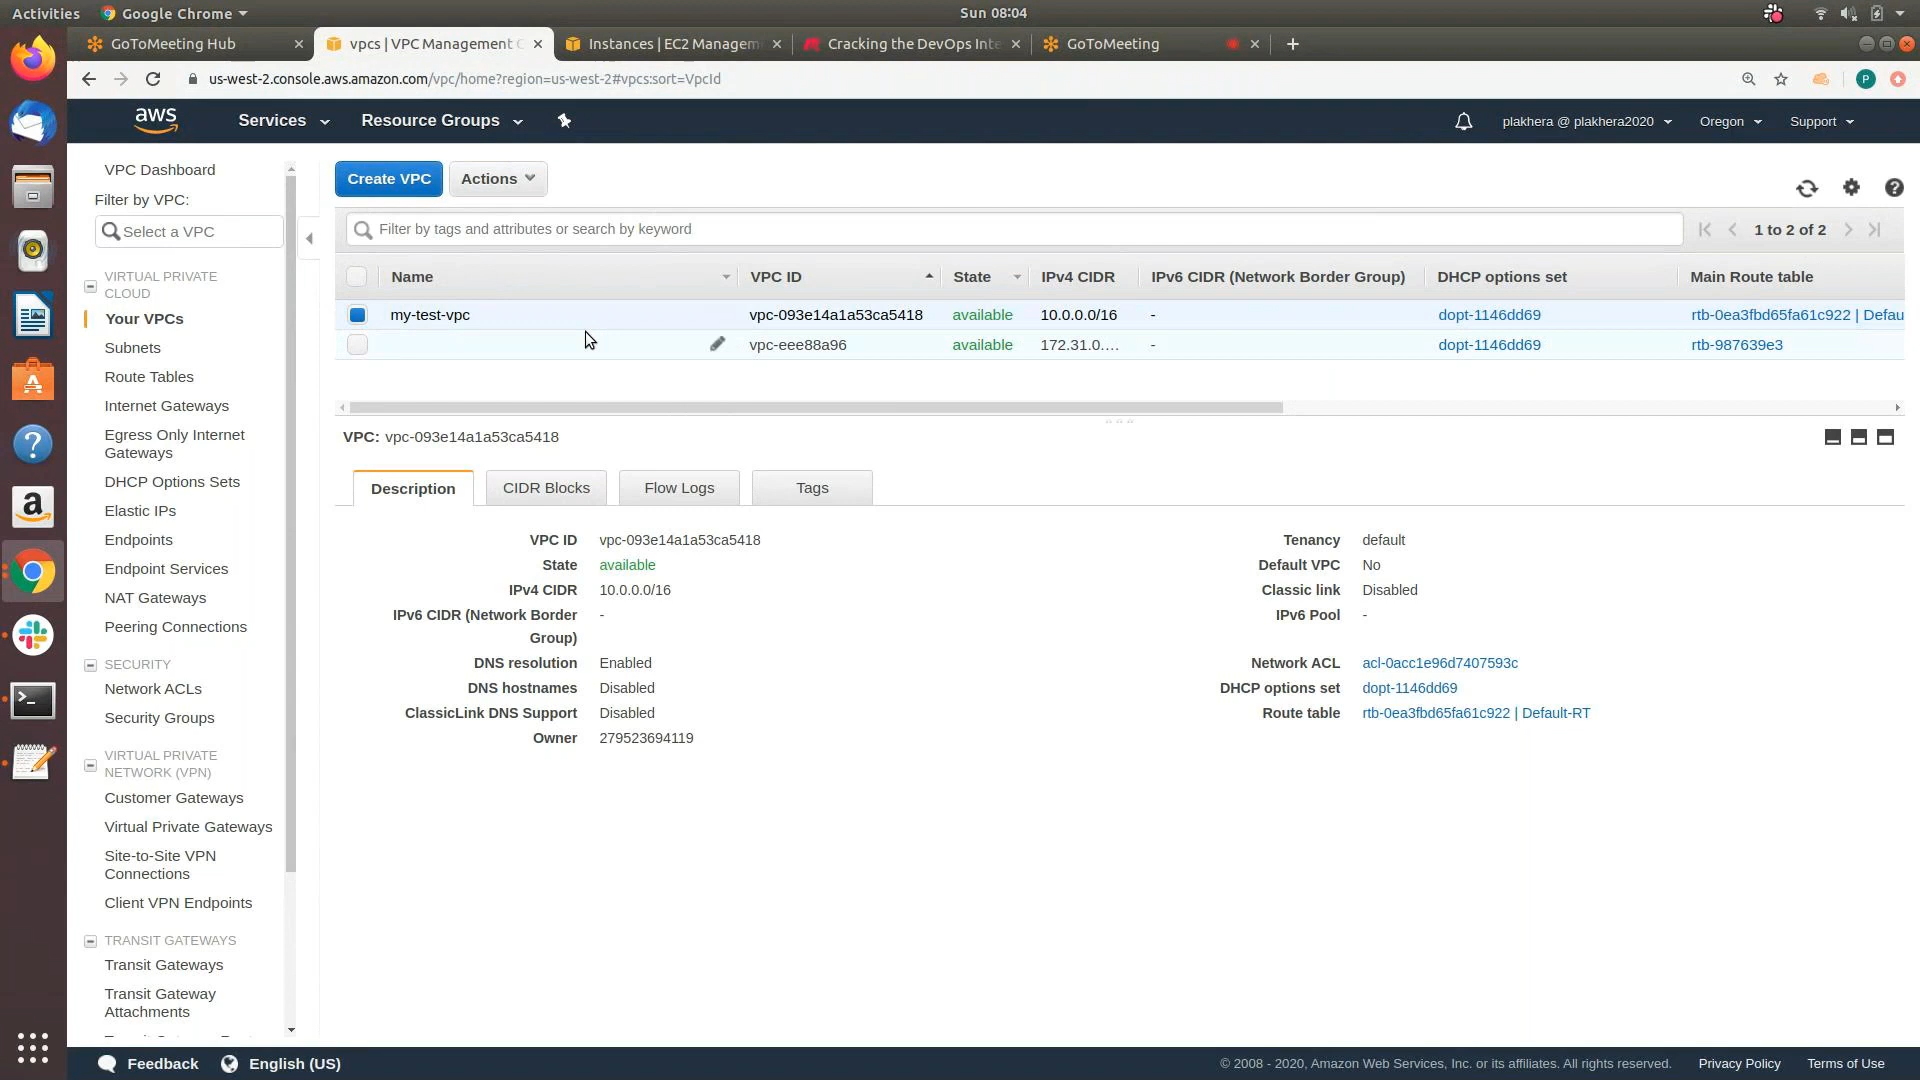 Activities
Google Chrome
Sun 08:04
GoToMeeting Hub
vpcs | VPC Management C
Instances | EC2 Managem
Cracking the DevOps Inte
GoToMeeting
us-west-2.console.aws.amazon.com/vpc/home?region=us-west-2#vpcs:sort=VpcId
P
aws
Services
Resource Groups
plakhera @ plakhera2020
Oregon
Support
VPC Dashboard
Filter by VPC:
Select a VPC
VIRTUAL PRIVATE
CLOUD
Your VPCs
Subnets
Route Tables
Internet Gateways
Egress Only Internet
Gateways
DHCP Options Sets
Elastic IPs
Endpoints
Endpoint Services
NAT Gateways
Peering Connections
SECURITY
Network ACLs
Security Groups
VIRTUAL PRIVATE
NETWORK (VPN)
Customer Gateways
Virtual Private Gateways
Site-to-Site VPN
Connections
Client VPN Endpoints
TRANSIT GATEWAYS
Transit Gateways
Transit Gateway
Attachments
Create VPC
Actions
Filter by tags and attributes or search by keyword
1 to 2 of 2
Name VPC ID State IPv4 CIDR IPv6 CIDR (Network Border Group) DHCP options set Main Route table
my-test-vpc vpc-093e14a1a53ca5418 available 10.0.0.0/16 - dopt-1146dd69 rtb-0ea3fbd65fa61c922 | Defau
vpc-eee88a96 available 172.31.0.… - dopt-1146dd69 rtb-987639e3
VPC: vpc-093e14a1a53ca5418
Description
CIDR Blocks
Flow Logs
Tags
VPC ID vpc-093e14a1a53ca5418
State available
IPv4 CIDR 10.0.0.0/16
IPv6 CIDR (Network Border -
Group)
DNS resolution Enabled
DNS hostnames Disabled
ClassicLink DNS Support Disabled
Owner 279523694119
Tenancy default
Default VPC No
Classic link Disabled
IPv6 Pool -
Network ACL acl-0acc1e96d7407593c
DHCP options set dopt-1146dd69
Route table rtb-0ea3fbd65fa61c922 | Default-RT
Feedback
English (US)
© 2008 - 2020, Amazon Web Services, Inc. or its affiliates. All rights reserved.
Privacy Policy
Terms of Use